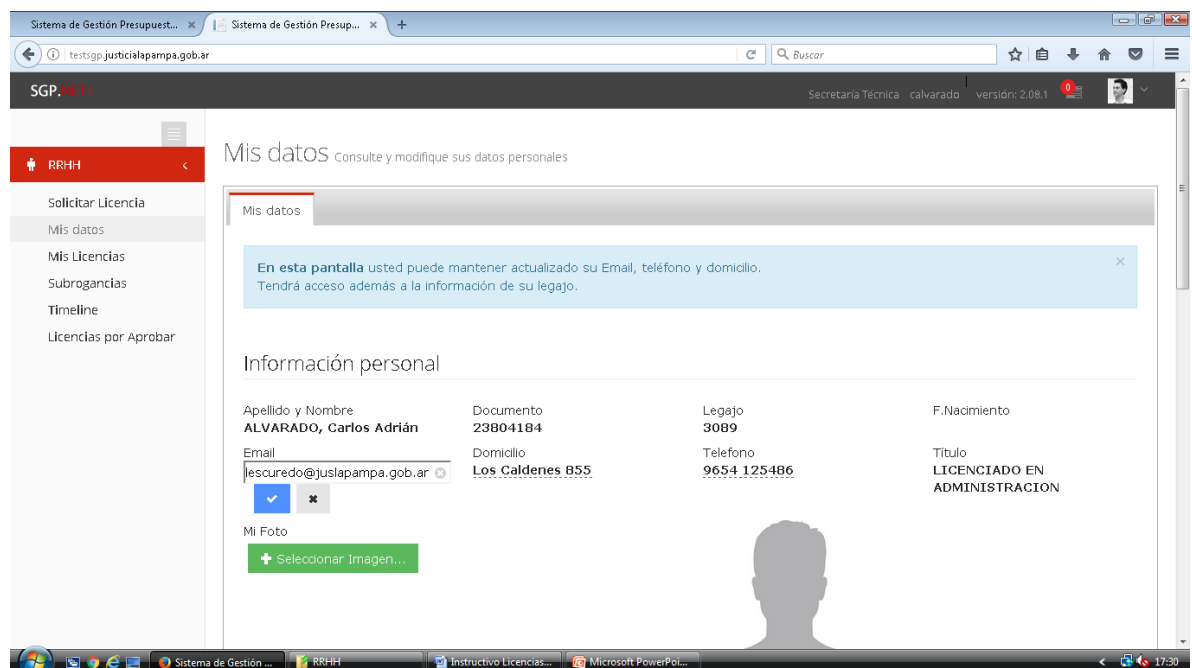 Sistema de Gestión Presupuest... ×
Sistema de Gestión Presup... × +
testsgp.justicialapampa.gob.ar
Buscar
SGP.NET
Secretaría Técnica calvarado versión: 2.08.1 0
RRHH
Solicitar Licencia
Mis datos
Mis Licencias
Subrogancias
Timeline
Licencias por Aprobar
Mis datos Consulte y modifique sus datos personales
Mis datos
En esta pantalla usted puede mantener actualizado su Email, teléfono y domicilio. ×
Tendrá acceso además a la información de su legajo.
Información personal
Apellido y Nombre Documento Legajo F.Nacimiento
ALVARADO, Carlos Adrián 23804184 3089
Email Domicilio Telefono Título
lescuredo@juslapampa.gob.ar Los Caldenes 855 9654 125486 LICENCIADO EN
ADMINISTRACION
Mi Foto
Seleccionar Imagen...
Sistema de Gestión ... RRHH Instructivo Licencias... Microsoft PowerPoi... 17:30